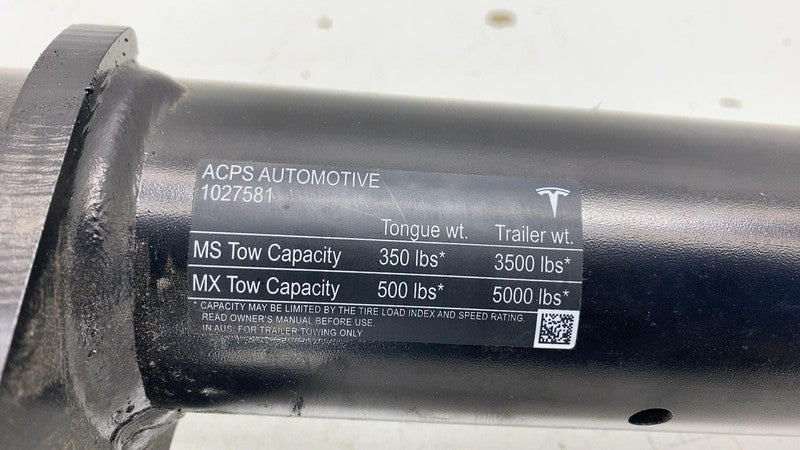 ACPS AUTOMOTIVE
1027581
Tongue wt. Trailer wt.
MS Tow Capacity 350 lbs* 3500 lbs*
MX Tow Capacity 500 lbs* 5000 lbs*
* CAPACITY MAY BE LIMITED BY THE TIRE LOAD INDEX AND SPEED RATING.
READ OWNER'S MANUAL BEFORE USE.
IN AUS: FOR TRAILER TOWING ONLY